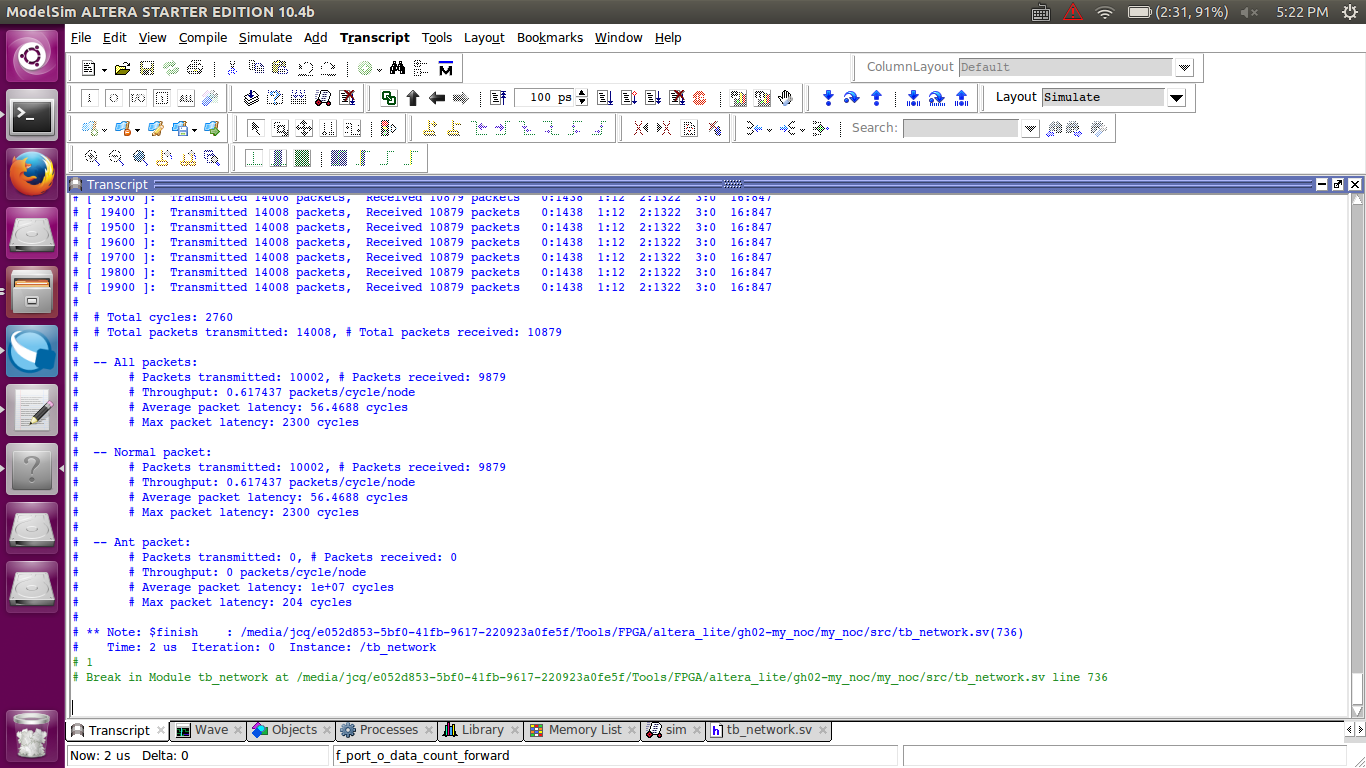 ModelSim ALTERA STARTER EDITION 10.4b (2:31, 91%) 5:22 PM
File Edit View Compile Simulate Add Transcript Tools Layout Bookmarks Window Help
ColumnLayout Default
100 ps Layout Simulate
Search:
Transcript
# [ 19300 ]: Transmitted 14008 packets, Received 10879 packets 0:1438 1:12 2:1322 3:0 16:847
# [ 19400 ]: Transmitted 14008 packets, Received 10879 packets 0:1438 1:12 2:1322 3:0 16:847
# [ 19500 ]: Transmitted 14008 packets, Received 10879 packets 0:1438 1:12 2:1322 3:0 16:847
# [ 19600 ]: Transmitted 14008 packets, Received 10879 packets 0:1438 1:12 2:1322 3:0 16:847
# [ 19700 ]: Transmitted 14008 packets, Received 10879 packets 0:1438 1:12 2:1322 3:0 16:847
# [ 19800 ]: Transmitted 14008 packets, Received 10879 packets 0:1438 1:12 2:1322 3:0 16:847
# [ 19900 ]: Transmitted 14008 packets, Received 10879 packets 0:1438 1:12 2:1322 3:0 16:847
#
# # Total cycles: 2760
# # Total packets transmitted: 14008, # Total packets received: 10879
#
# -- All packets:
# # Packets transmitted: 10002, # Packets received: 9879
# # Throughput: 0.617437 packets/cycle/node
# # Average packet latency: 56.4688 cycles
# # Max packet latency: 2300 cycles
#
# -- Normal packet:
# # Packets transmitted: 10002, # Packets received: 9879
# # Throughput: 0.617437 packets/cycle/node
# # Average packet latency: 56.4688 cycles
# # Max packet latency: 2300 cycles
#
# -- Ant packet:
# # Packets transmitted: 0, # Packets received: 0
# # Throughput: 0 packets/cycle/node
# # Average packet latency: 1e+07 cycles
# # Max packet latency: 204 cycles
#
# ** Note: $finish : /media/jcq/e052d853-5bf0-41fb-9617-220923a0fe5f/Tools/FPGA/altera_lite/gh02-my_noc/my_noc/src/tb_network.sv(736)
# Time: 2 us Iteration: 0 Instance: /tb_network
# 1
# Break in Module tb_network at /media/jcq/e052d853-5bf0-41fb-9617-220923a0fe5f/Tools/FPGA/altera_lite/gh02-my_noc/my_noc/src/tb_network.sv line 736
Transcript Wave Objects Processes Library Memory List sim tb_network.sv
Now: 2 us Delta: 0 f_port_o_data_count_forward